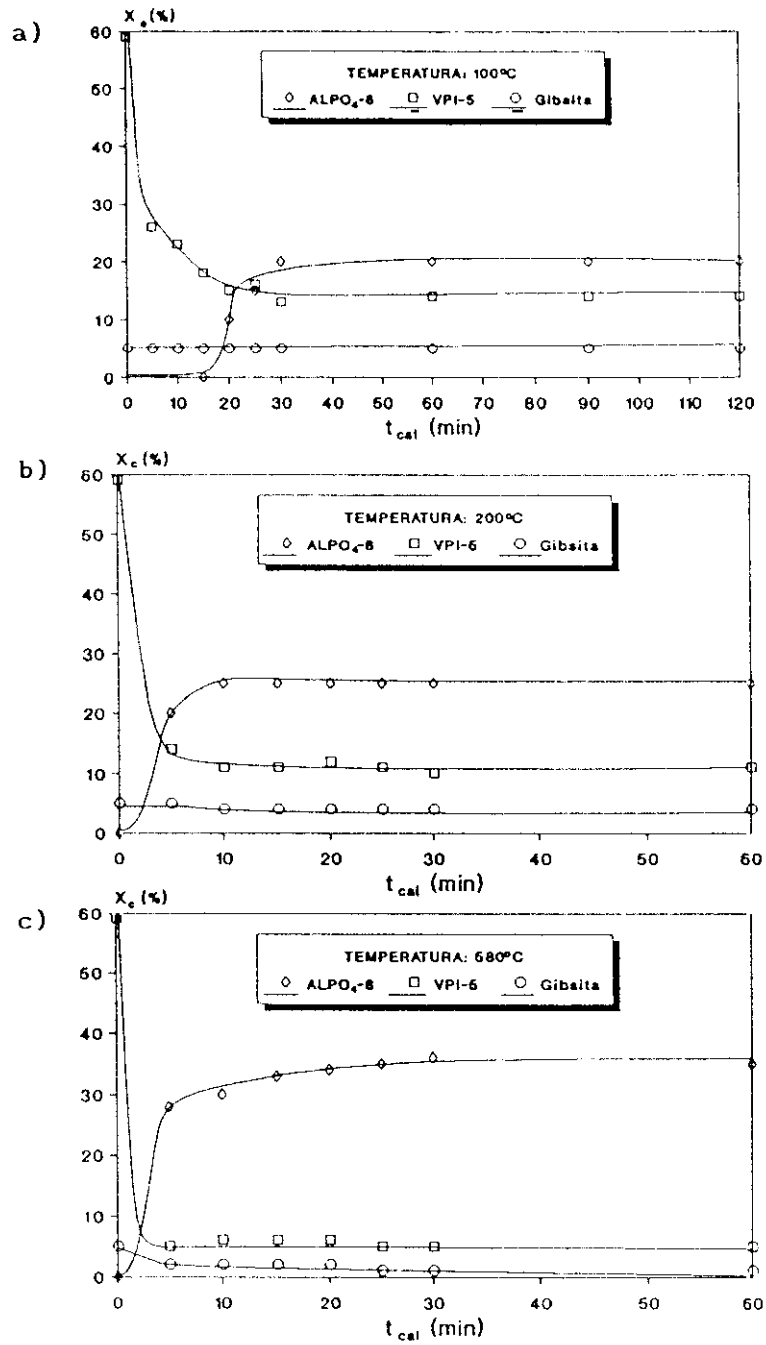 a)
X_c (%)
60
50
40
30
20
10
0
TEMPERATURA: 100ºC
ALPO₄-8 VPI-5 Gibsita
0 10 20 30 40 50 60 70 80 90 100 110 120
t_cal (min)
b)
X_c (%)
60
50
40
30
20
10
0
TEMPERATURA: 200ºC
ALPO₄-8 VPI-5 Gibsita
0 10 20 30 40 50 60
t_cal (min)
c)
X_c (%)
60
50
40
30
20
10
0
TEMPERATURA: 580ºC
ALPO₄-8 VPI-5 Gibsita
0 10 20 30 40 50 60
t_cal (min)